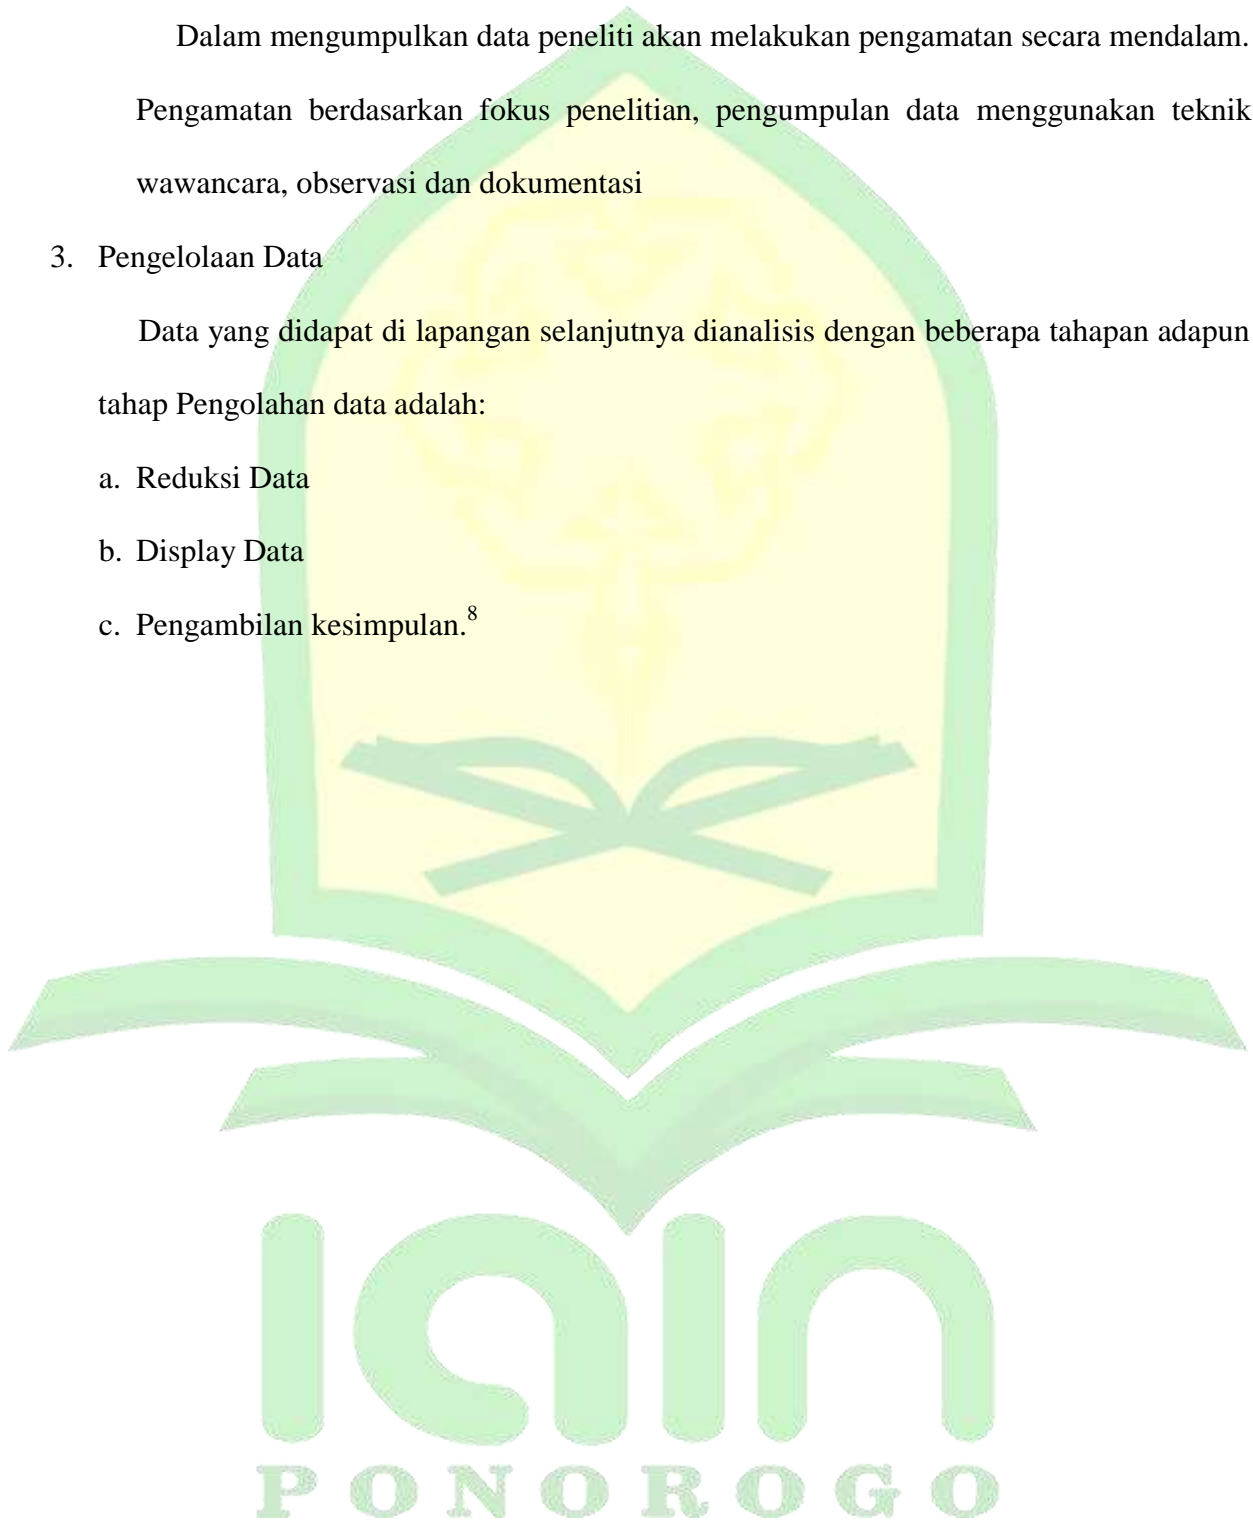 Dalam mengumpulkan data peneliti akan melakukan pengamatan secara mendalam.
Pengamatan berdasarkan fokus penelitian, pengumpulan data menggunakan teknik
wawancara, observasi dan dokumentasi
3. Pengelolaan Data
Data yang didapat di lapangan selanjutnya dianalisis dengan beberapa tahapan adapun
tahap Pengolahan data adalah:
a. Reduksi Data
b. Display Data
c. Pengambilan kesimpulan.8
iain
PONOROGO